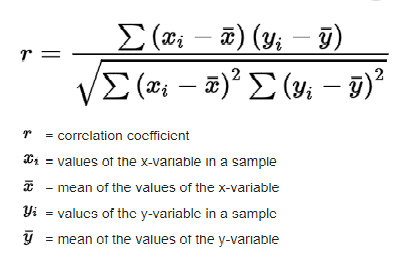 r = Σ (xᵢ − x̄) (yᵢ − ȳ) / √ Σ (xᵢ − x̄)² Σ (yᵢ − ȳ)²
r = correlation coefficient
xᵢ = values of the x-variable in a sample
x̄ = mean of the values of the x-variable
yᵢ = values of the y-variable in a sample
ȳ = mean of the values of the y-variable